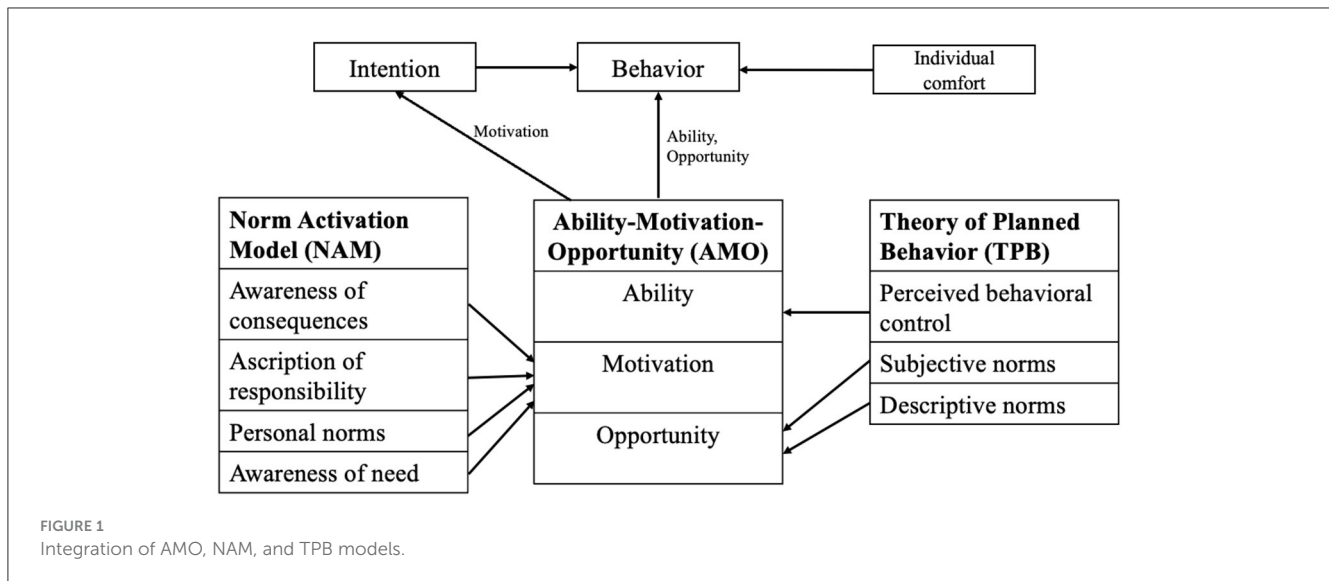 Intention
Behavior
Individual
comfort
Motivation
Ability,
Opportunity
Norm Activation
Model (NAM)
Awareness of
consequences
Ascription of
responsibility
Personal norms
Awareness of need
Ability-Motivation-
Opportunity (AMO)
Ability
Motivation
Opportunity
Theory of Planned
Behavior (TPB)
Perceived behavioral
control
Subjective norms
Descriptive norms
FIGURE 1
Integration of AMO, NAM, and TPB models.